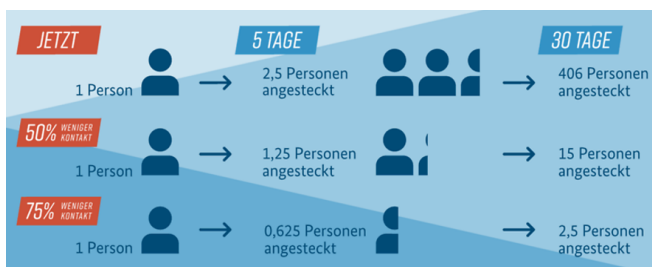 JETZT
5 TAGE
30 TAGE
1 Person
2,5 Personen
angesteckt
406 Personen
angesteckt
50% WENIGER
KONTAKT
1 Person
1,25 Personen
angesteckt
15 Personen
angesteckt
75% WENIGER
KONTAKT
1 Person
0,625 Personen
angesteckt
2,5 Personen
angesteckt